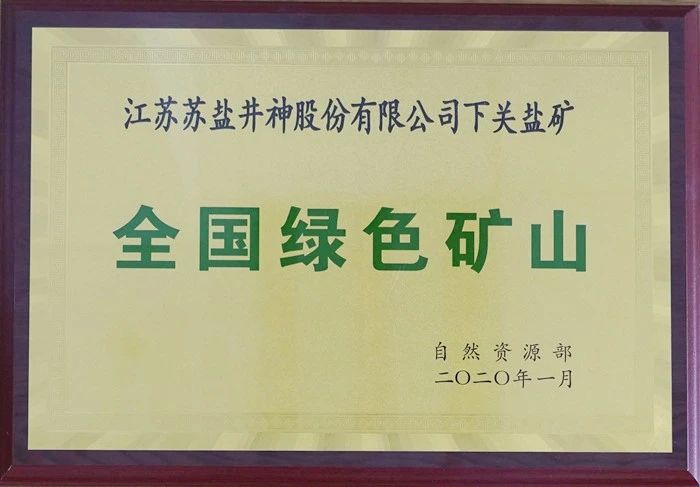 江苏苏盐井神股份有限公司下关盐矿
全国绿色矿山
自然资源部
二〇二〇年一月